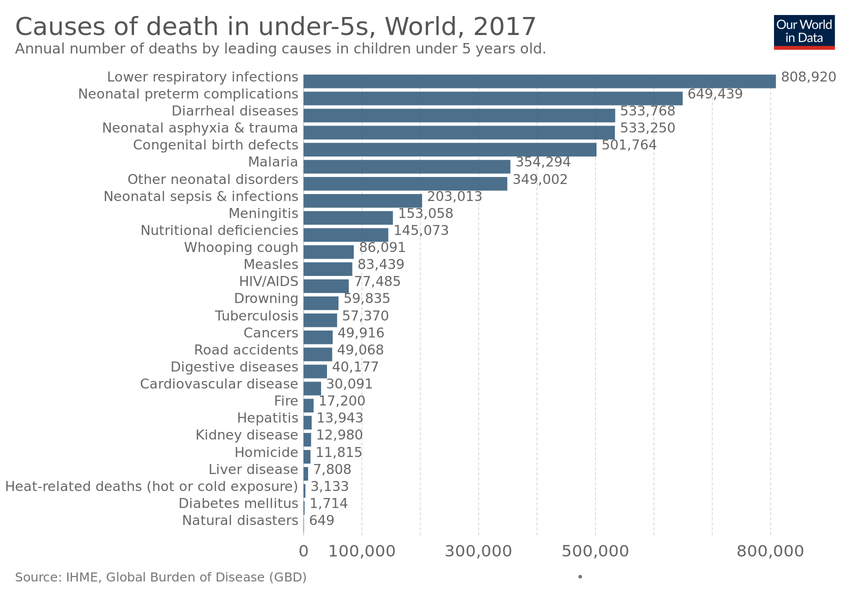 Causes of death in under-5s, World, 2017
Annual number of deaths by leading causes in children under 5 years old.
Our World
in Data
Lower respiratory infections 808,920
Neonatal preterm complications 649,439
Diarrheal diseases 533,768
Neonatal asphyxia & trauma 533,250
Congenital birth defects 501,764
Malaria 354,294
Other neonatal disorders 349,002
Neonatal sepsis & infections 203,013
Meningitis 153,058
Nutritional deficiencies 145,073
Whooping cough 86,091
Measles 83,439
HIV/AIDS 77,485
Drowning 59,835
Tuberculosis 57,370
Cancers 49,916
Road accidents 49,068
Digestive diseases 40,177
Cardiovascular disease 30,091
Fire 17,200
Hepatitis 13,943
Kidney disease 12,980
Homicide 11,815
Liver disease 7,808
Heat-related deaths (hot or cold exposure) 3,133
Diabetes mellitus 1,714
Natural disasters 649
0 100,000 300,000 500,000 800,000
Source: IHME, Global Burden of Disease (GBD) •